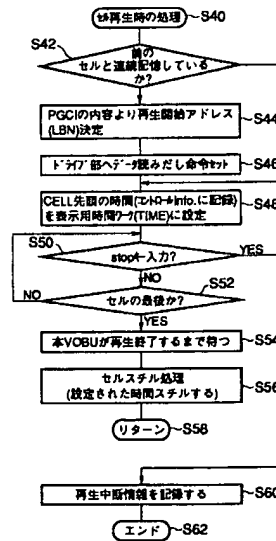 セル再生時の処理 S40
S42
前の
セルと連続記憶している
か?
S44
PGCIの内容より再生開始アドレス
(LBN)決定
S46
ドライブ部へデータ読みだし命令セット
S48
CELL先頭の時間(コントロールInfo.に記録)
を表示用時間ワーク(TIME)に設定
S50
stopキー入力? YES
NO S52
NO セルの最後か?
YES S54
本VOBUが再生終了するまで待つ
S56
セルスチル処理
(設定された時間スチルする)
リターン S58
S60
再生中断情報を記録する
エンド S62